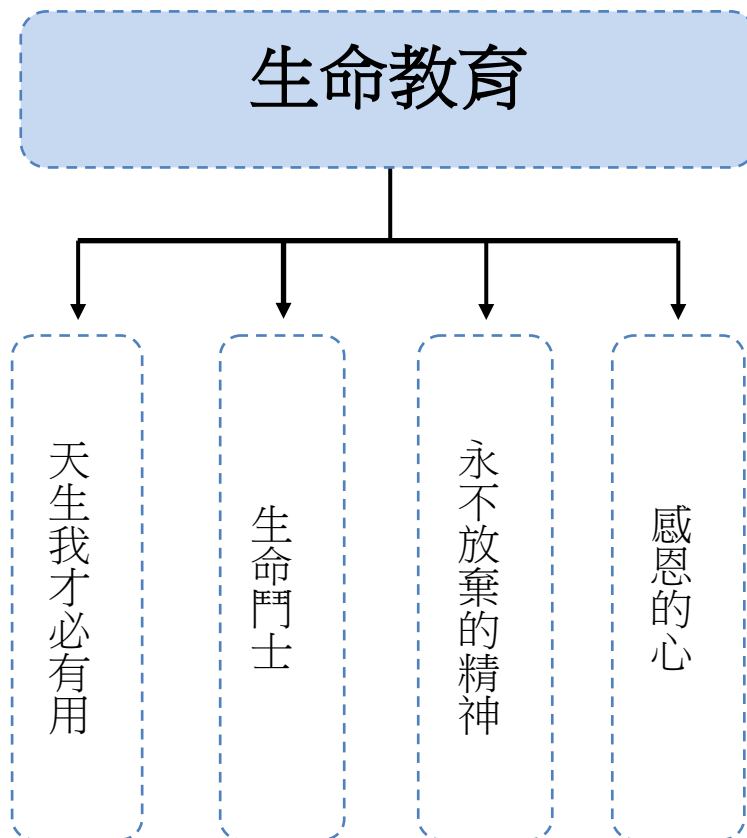 生命教育
天生我才必有用
生命鬥士
永不放棄的精神
感恩的心